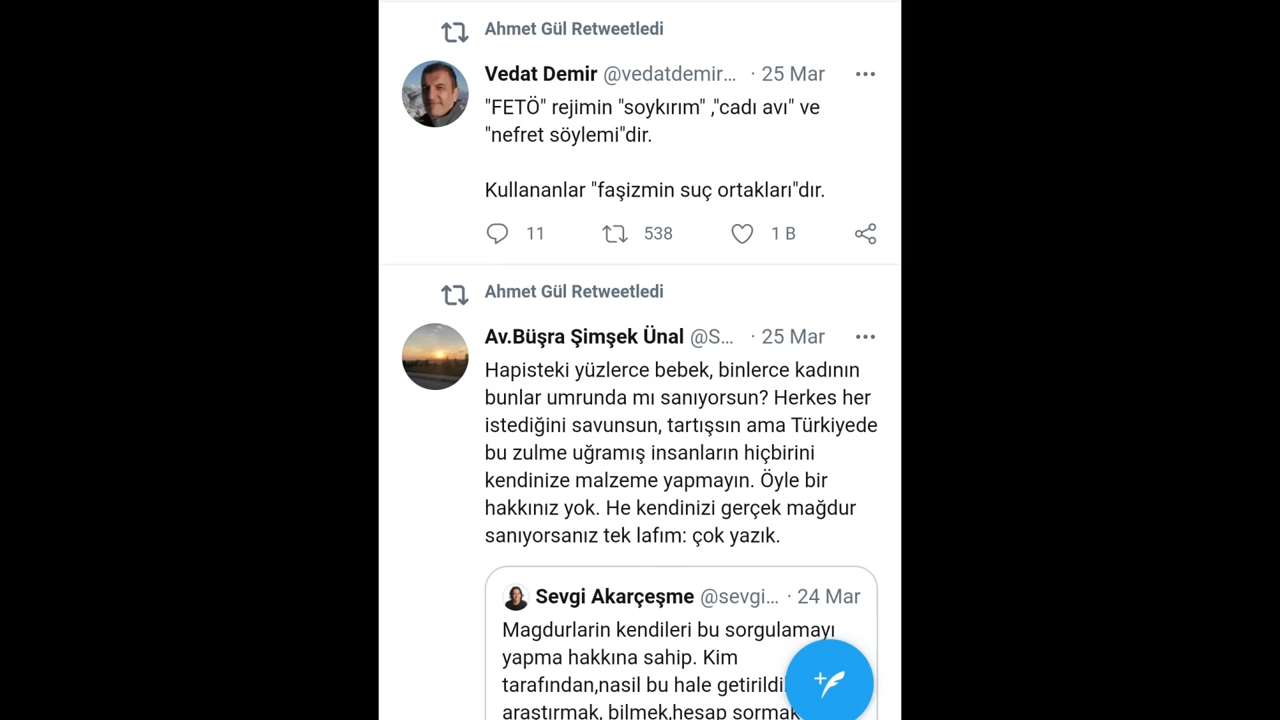 Ahmet Gül Retweetledi
Vedat Demir @vedatdemir... · 25 Mar
"FETÖ" rejimin "soykırım" ,"cadı avı" ve
"nefret söylemi"dir.
Kullananlar "faşizmin suç ortakları"dır.
11 538 1 B
Ahmet Gül Retweetledi
Av.Büşra Şimşek Ünal @S... · 25 Mar
Hapisteki yüzlerce bebek, binlerce kadının
bunlar umrunda mı sanıyorsun? Herkes her
istediğini savunsun, tartışsın ama Türkiyede
bu zulme uğramış insanların hiçbirini
kendinize malzeme yapmayın. Öyle bir
hakkınız yok. He kendinizi gerçek mağdur
sanıyorsanız tek lafım: çok yazık.
Sevgi Akarçeşme @sevgi... · 24 Mar
Magdurlarin kendileri bu sorgulamayı
yapma hakkına sahip. Kim
tarafından,nasil bu hale getirildi
araştırmak, bilmek,hesap sormak